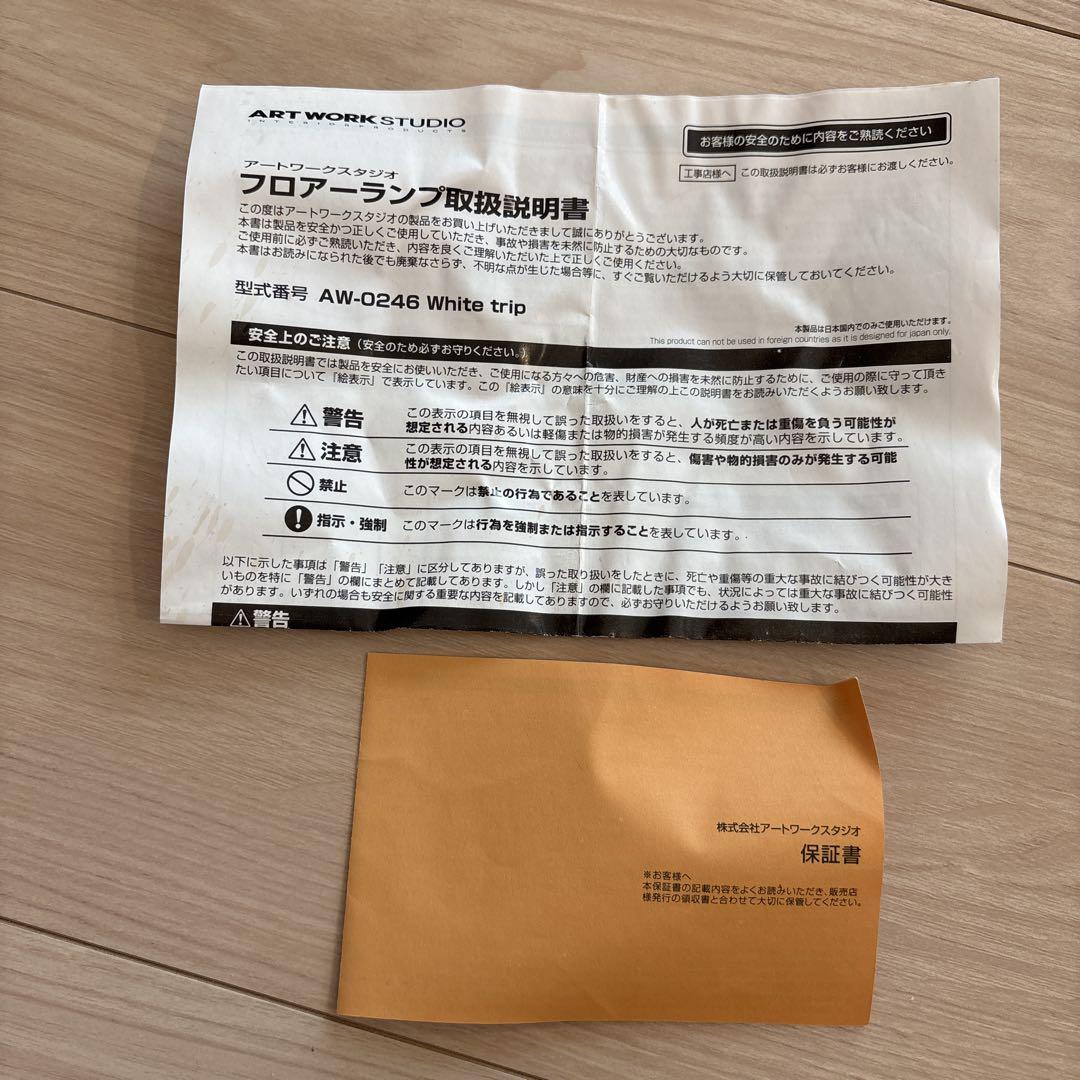 ART WORK STUDIO
INTERIOR PRODUCTS
お客様の安全のために内容をご熟読ください
工事店様へ この取扱説明書は必ずお客様にお渡しください。
アートワークスタジオ
フロアーランプ取扱説明書
この度はアートワークスタジオの製品をお買い上げいただきまして誠にありがとうございます。
本書は製品を安全かつ正しくご使用していただき、事故や損害を未然に防止するための大切なものです。
ご使用前に必ずご熟読いただき、内容を良くご理解いただいた上で正しくご使用ください。
本書はお読みになられた後でも廃棄なさらず、不明な点が生じた場合等に、すぐご覧いただけるよう大切に保管しておいてください。
型式番号 AW-0246 White trip
本製品は日本国内でのみご使用いただけます。
This product can not be used in foreign countries as it is designed for japan only.
安全上のご注意(安全のため必ずお守りください。)
この取扱説明書では製品を安全にお使いいただき、ご使用になる方々への危害、財産への損害を未然に防止するために、ご使用の際に守って頂き
たい項目について「絵表示」で表示しています。この「絵表示」の意味を十分にご理解の上この説明書をお読みいただくようお願い致します。
警告 この表示の項目を無視して誤った取扱いをすると、人が死亡または重傷を負う可能性が
想定される内容あるいは軽傷または物的損害が発生する頻度が高い内容を示しています。
注意 この表示の項目を無視して誤った取扱いをすると、傷害や物的損害のみが発生する可能
性が想定される内容を示しています。
禁止 このマークは禁止の行為であることを表しています。
指示・強制 このマークは行為を強制または指示することを表しています。
以下に示した事項は「警告」「注意」に区分してありますが、誤った取り扱いをしたときに、死亡や重傷等の重大な事故に結びつく可能性が大き
いものを特に「警告」の欄にまとめて記載してあります。しかし「注意」の欄に記載した事項でも、状況によっては重大な事故に結びつく可能性
があります。いずれの場合も安全に関する重要な内容を記載してありますので、必ずお守りいただけるようお願い致します。
警告
株式会社アートワークスタジオ
保証書
※お客様へ
本保証書の記載内容をよくお読みいただき、販売店
様発行の領収書と合わせて大切に保管してください。